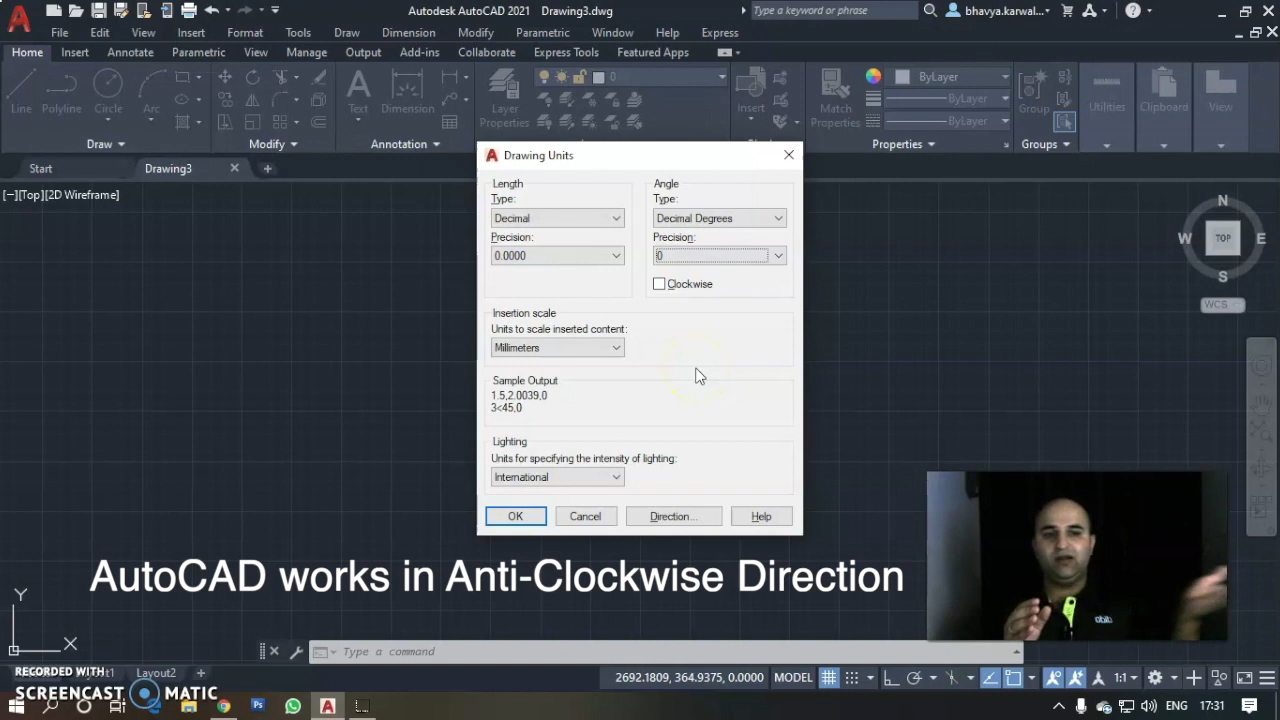 Autodesk AutoCAD 2021 Drawing3.dwg
Type a keyword or phrase
bhavya.karwal...
File Edit View Insert Format Tools Draw Dimension Modify Parametric Window Help Express
Home Insert Annotate Parametric View Manage Output Add-ins Collaborate Express Tools Featured Apps
0
ByLayer
ByLayer
ByLayer
Line Polyline Circle Arc
Text Dimension
Layer
Properties
Insert
Match
Properties
Group
Utilities
Clipboard
View
Draw Modify Annotation Properties Groups
Start Drawing3
[−][Top][2D Wireframe]
Drawing Units
Length
Type:
Decimal
Precision:
0.0000
Angle
Type:
Decimal Degrees
Precision:
0
Clockwise
Insertion scale
Units to scale inserted content:
Millimeters
Sample Output
1.5,2.0039,0
3<45,0
Lighting
Units for specifying the intensity of lighting:
International
OK Cancel Direction... Help
N
W TOP E
S
WCS
AutoCAD works in Anti-Clockwise Direction
Y
X
Type a command
RECORDED WITH
SCREENCAST MATIC
Layout2
2692.1809, 364.9375, 0.0000 MODEL 1:1
Ps
ENG 17:31